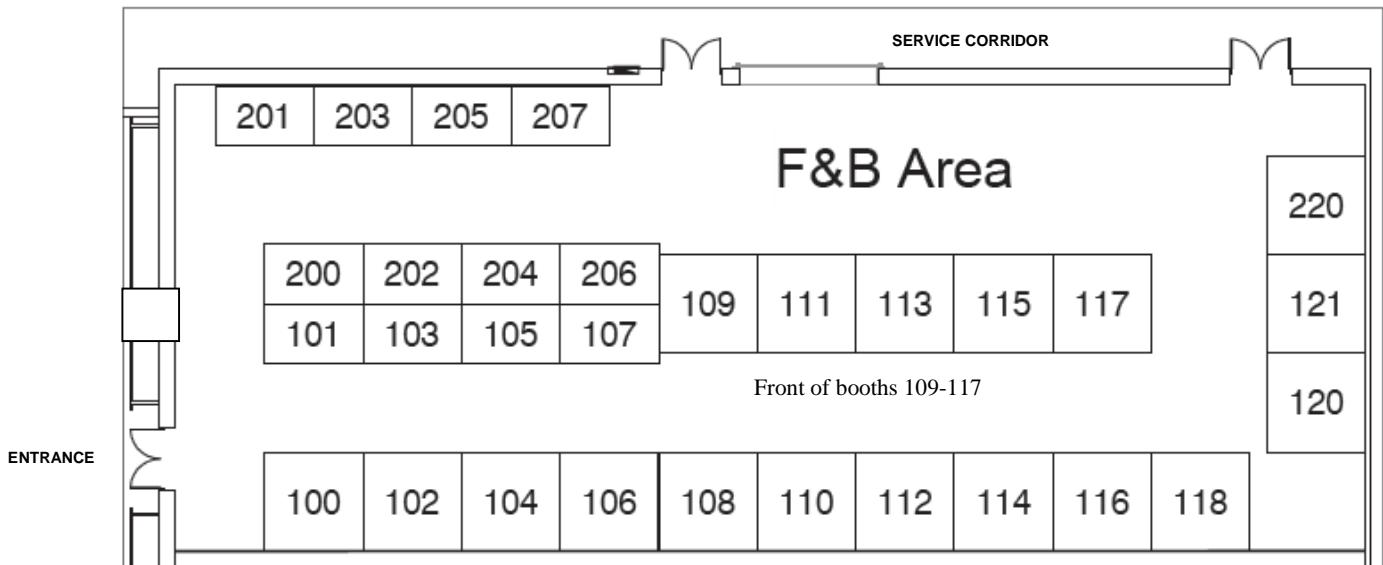 SERVICE CORRIDOR
201 203 205 207
F&B Area
220
200 202 204 206
109 111 113 115 117
121
101 103 105 107
Front of booths 109-117
120
ENTRANCE
100 102 104 106 108 110 112 114 116 118